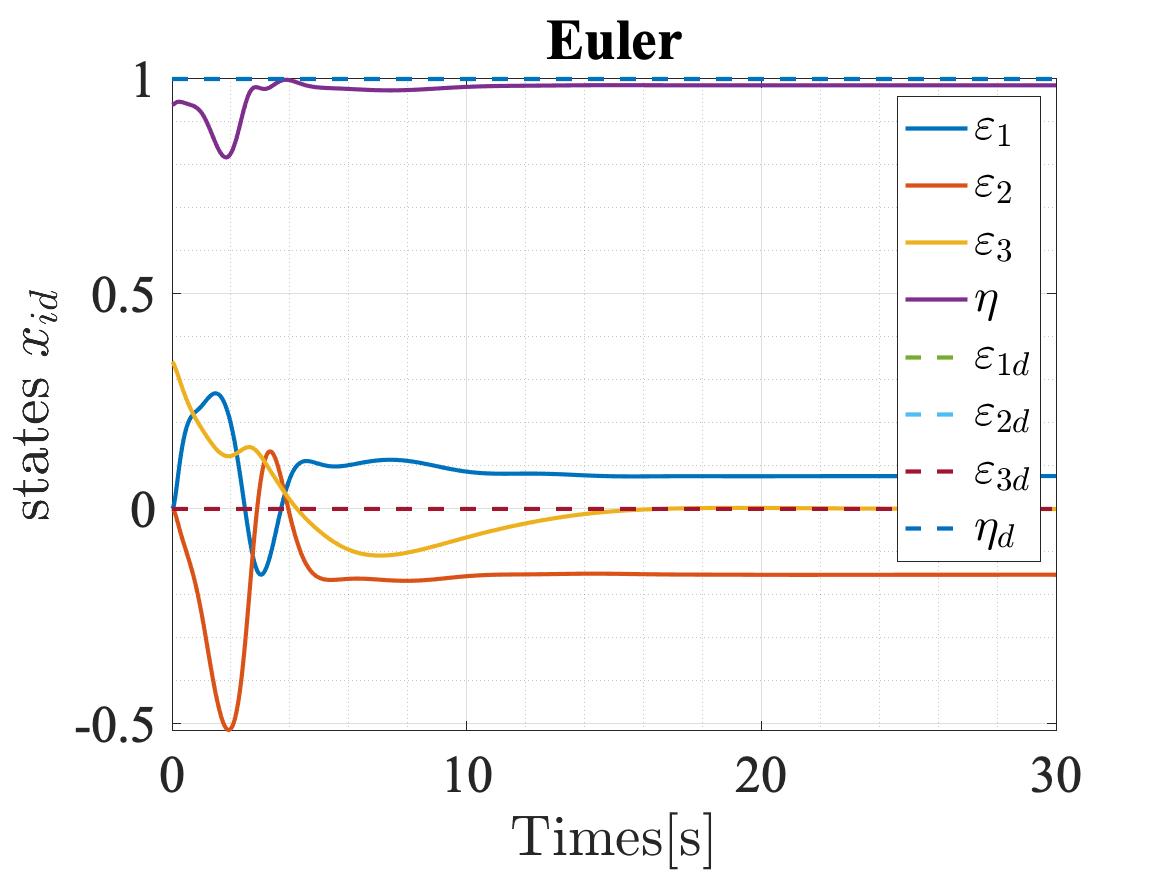 Euler
states x_{id}
1
0.5
0
-0.5
0
10
20
30
Times[s]
ε_1
ε_2
ε_3
η
ε_{1d}
ε_{2d}
ε_{3d}
η_d